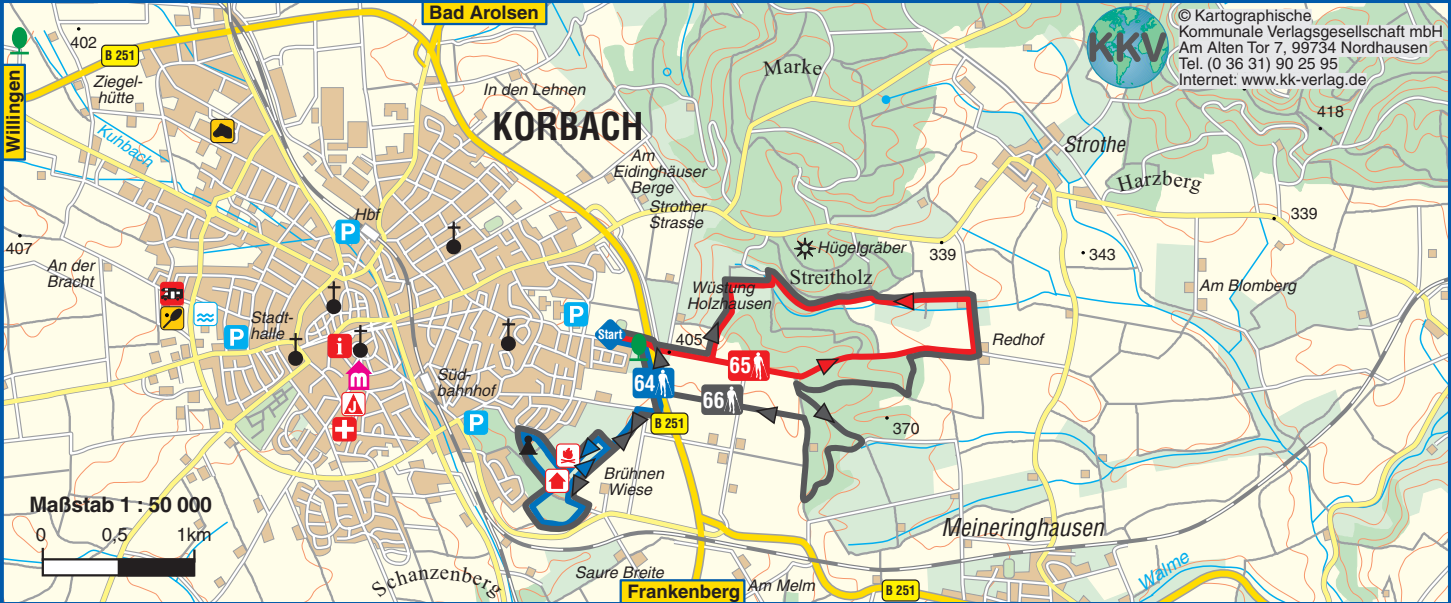 Bad Arolsen
© Kartographische
Kommunale Verlagsgesellschaft mbH
Am Alten Tor 7, 99734 Nordhausen
Tel. (0 36 31) 90 25 95
Internet: www.kk-verlag.de
KKV
402
B 251
Willingen
Ziegel-
hütte
Kuhbach
In den Lehnen
KORBACH
Marke
418
Strothe
Harzberg
Am
Eidinghäuser
Berge
Strother
Strasse
Hbf
P
407
An der
Bracht
Hügelgräber
Streitholz
339
343
339
Am Blomberg
Wüstung
Holzhausen
Stadt-
halle
P
P
Start
405
i
m
J
Süd-
bahnhof
65
Redhof
64
66
P
B 251
370
Brühnen
Wiese
Maßstab 1 : 50 000
0 0,5 1km
Meineringhausen
Schanzenberg
Saure Breite
Frankenberg
Am Melm
B 251
Walme